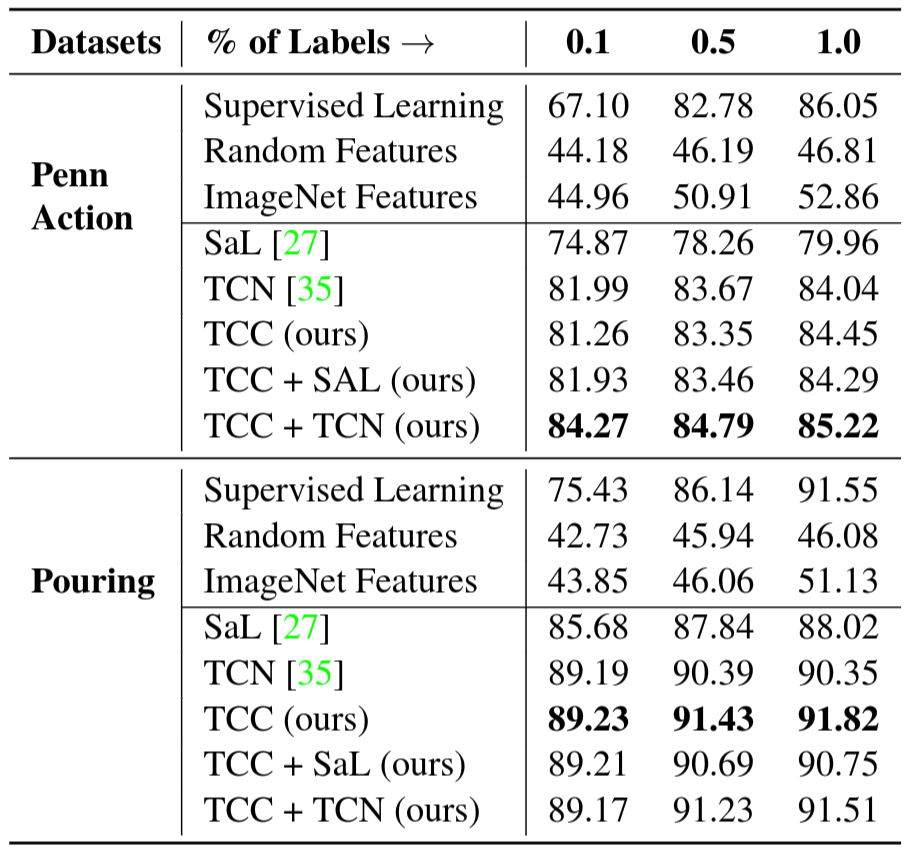 Datasets % of Labels → 0.1 0.5 1.0
Penn Action
Supervised Learning 67.10 82.78 86.05
Random Features 44.18 46.19 46.81
ImageNet Features 44.96 50.91 52.86
SaL [27] 74.87 78.26 79.96
TCN [35] 81.99 83.67 84.04
TCC (ours) 81.26 83.35 84.45
TCC + SAL (ours) 81.93 83.46 84.29
TCC + TCN (ours) 84.27 84.79 85.22
Pouring
Supervised Learning 75.43 86.14 91.55
Random Features 42.73 45.94 46.08
ImageNet Features 43.85 46.06 51.13
SaL [27] 85.68 87.84 88.02
TCN [35] 89.19 90.39 90.35
TCC (ours) 89.23 91.43 91.82
TCC + SaL (ours) 89.21 90.69 90.75
TCC + TCN (ours) 89.17 91.23 91.51